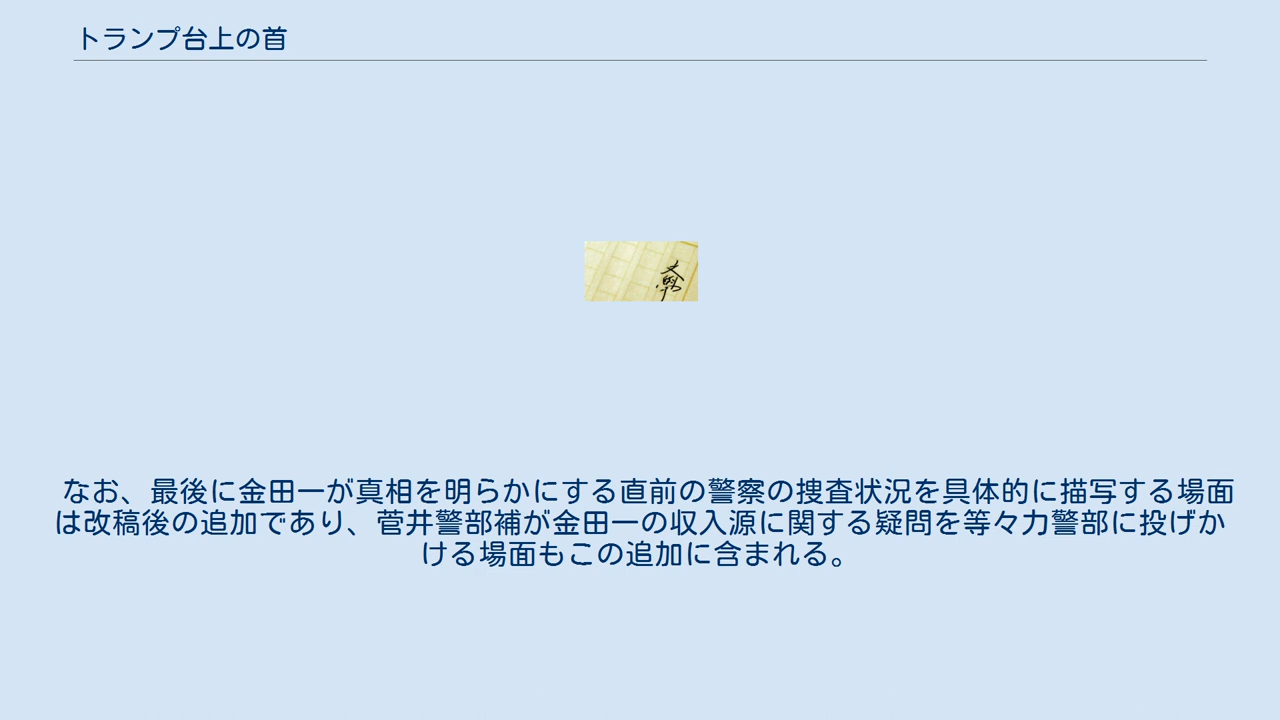 トランプ台上の首
なお、最後に金田一が真相を明らかにする直前の警察の捜査状況を具体的に描写する場面
は改稿後の追加であり、菅井警部補が金田一の収入源に関する疑問を等々力警部に投げか
ける場面もこの追加に含まれる。